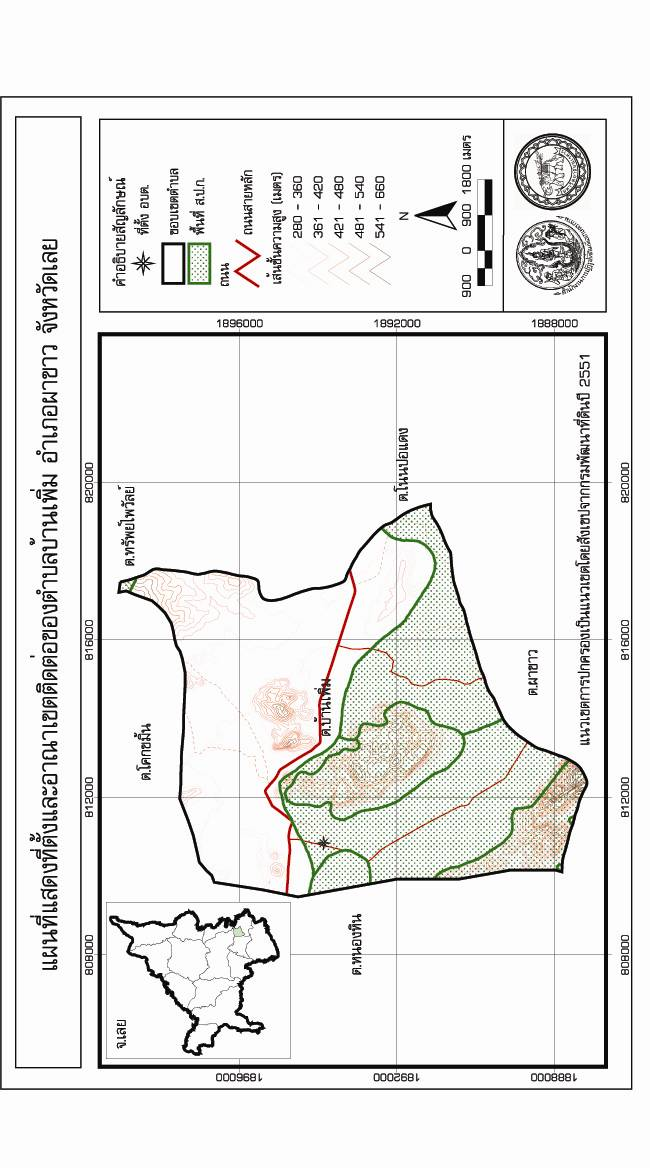 แผนที่แสดงที่ตั้งและอาณาเขตติดต่อของตำบลบ้านเพิ่ม อำเภอผาขาว จังหวัดเลย
จ.เลย
ต.โคกขมิ้น
ต.ทรัพย์ไพวัลย์
ต.โนนปอแดง
ต.บ้านเพิ่ม
ต.หนองหิน
ต.ผาขาว
แนวเขตการปกครองเป็นแนวเขตโดยสังเขปจากกรมพัฒนาที่ดินปี 2551
808000
812000
816000
820000
808000
812000
816000
820000
1896000
1892000
1888000
1896000
1892000
1888000
คำอธิบายสัญลักษณ์
ที่ตั้ง อบต.
ขอบเขตตำบล
พื้นที่ ส.ป.ก.
ถนน
ถนนสายหลัก
เส้นชั้นความสูง (เมตร)
280 - 360
361 - 420
421 - 480
481 - 540
541 - 660
N
900 0 900 1800 เมตร